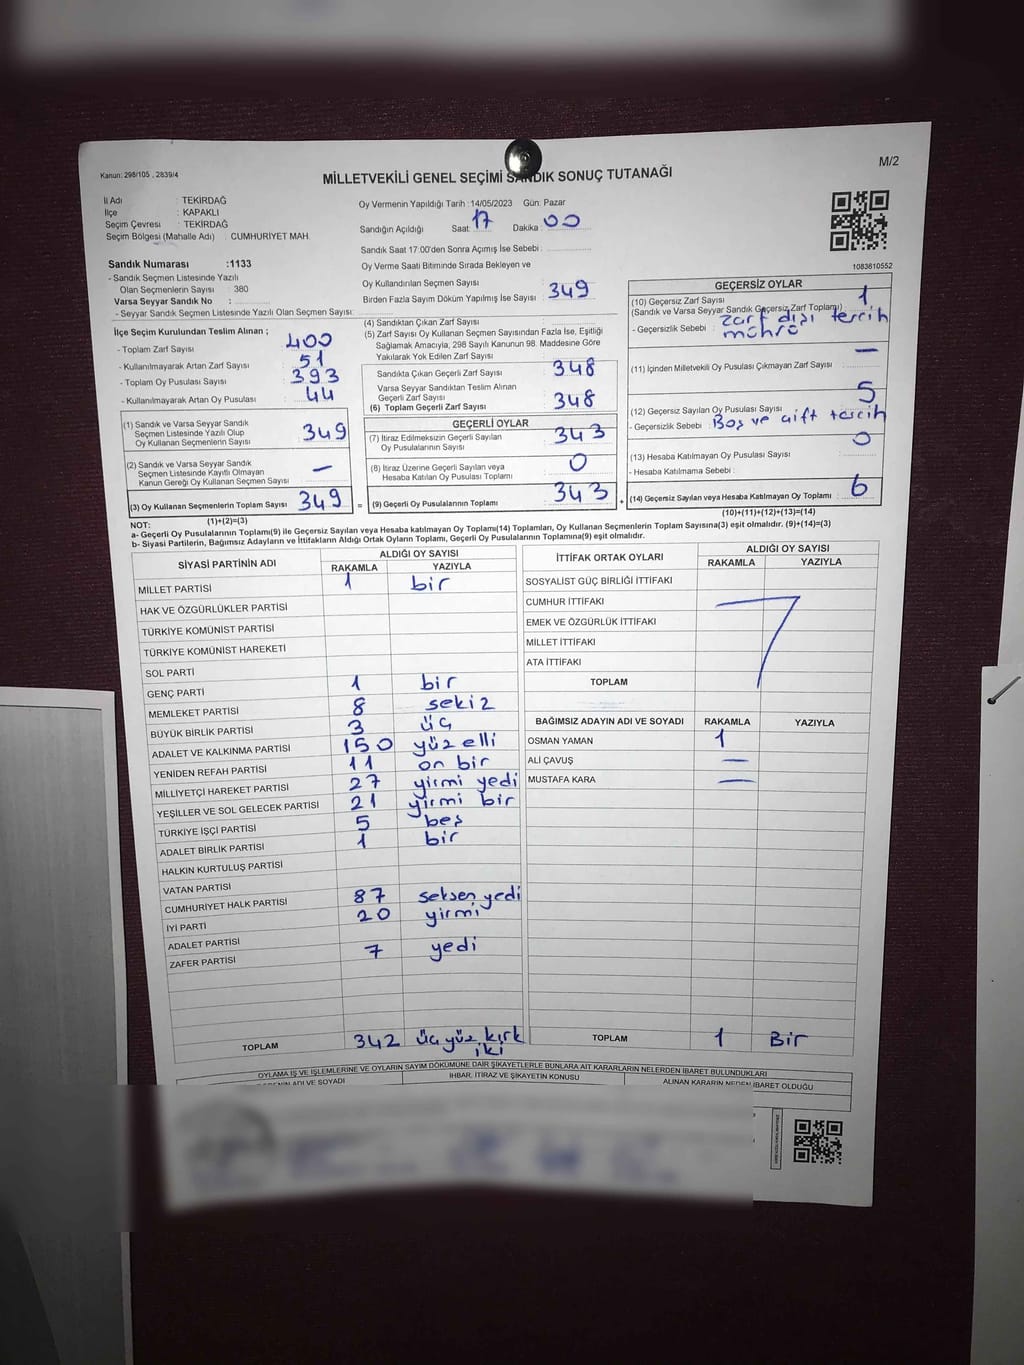 Kanun: 298/105 , 2839/4
M/2
MİLLETVEKİLİ GENEL SEÇİMİ SANDIK SONUÇ TUTANAĞI
İl Adı : TEKİRDAĞ
İlçe : KAPAKLI
Seçim Çevresi : TEKİRDAĞ
Seçim Bölgesi (Mahalle Adı) : CUMHURİYET MAH.
Sandık Numarası :1133
- Sandık Seçmen Listesinde Yazılı
Olan Seçmenlerin Sayısı : 380
Varsa Seyyar Sandık No :
- Seyyar Sandık Seçmen Listesinde Yazılı Olan Seçmen Sayısı:
Oy Vermenin Yapıldığı Tarih : 14/05/2023 Gün: Pazar
Sandığın Açıldığı Saat: 17 Dakika: 00
Sandık Saat 17:00'den Sonra Açımış İse Sebebi :
Oy Verme Saati Bitiminde Sırada Bekleyen ve
Oy Kullandırılan Seçmen Sayısı : 349
Birden Fazla Sayım Döküm Yapılmış İse Sayısı :
1083610552
İlçe Seçim Kurulundan Teslim Alınan ;
- Toplam Zarf Sayısı : 400
- Kullanılmayarak Artan Zarf Sayısı : 51
- Toplam Oy Pusulası Sayısı : 393
- Kullanılmayarak Artan Oy Pusulası : 44
(1) Sandık ve Varsa Seyyar Sandık
Seçmen Listesinde Yazılı Olup
Oy Kullanan Seçmenlerin Sayısı : 349
(2) Sandık ve Varsa Seyyar Sandık
Seçmen Listesinde Kayıtlı Olmayan
Kanun Gereği Oy Kullanan Seçmen Sayısı : —
(3) Oy Kullanan Seçmenlerin Toplam Sayısı : 349
(1)+(2)=(3)
(4) Sandıktan Çıkan Zarf Sayısı :
(5) Zarf Sayısı Oy Kullanan Seçmen Sayısından Fazla İse, Eşitliği
Sağlamak Amacıyla, 298 Sayılı Kanunun 98. Maddesine Göre
Yakılarak Yok Edilen Zarf Sayısı :
Sandıkta Çıkan Geçerli Zarf Sayısı : 348
Varsa Seyyar Sandıktan Teslim Alınan
Geçerli Zarf Sayısı :
(6) Toplam Geçerli Zarf Sayısı : 348
GEÇERLİ OYLAR
(7) İtiraz Edilmeksizin Geçerli Sayılan
Oy Pusulalarının Sayısı : 343
(8) İtiraz Üzerine Geçerli Sayılan veya
Hesaba Katılan Oy Pusulası Toplamı : 0
= (9) Geçerli Oy Pusulalarının Toplamı : 343 +
GEÇERSİZ OYLAR
(10) Geçersiz Zarf Sayısı
(Sandık ve Varsa Seyyar Sandık Geçersiz Zarf Toplamı) : 1
- Geçersizlik Sebebi : Zarf dışı tercih
mührü
(11) İçinden Milletvekili Oy Pusulası Çıkmayan Zarf Sayısı : —
(12) Geçersiz Sayılan Oy Pusulası Sayısı : 5
- Geçersizlik Sebebi : Boş ve çift tercih
(13) Hesaba Katılmayan Oy Pusulası Sayısı : 0
- Hesaba Katılmama Sebebi :
(14) Geçersiz Sayılan veya Hesaba Katılmayan Oy Toplamı : 6
(10)+(11)+(12)+(13)=(14)
NOT:
a- Geçerli Oy Pusulalarının Toplamı(9) ile Geçersiz Sayılan veya Hesaba katılmayan Oy Toplamı(14) Toplamları, Oy Kullanan Seçmenlerin Toplam Sayısına(3) eşit olmalıdır. (9)+(14)=(3)
b- Siyasi Partilerin, Bağımsız Adayların ve İttifakların Aldığı Ortak Oyların Toplamı, Geçerli Oy Pusulalarının Toplamına(9) eşit olmalıdır.
SİYASİ PARTİNİN ADI ALDIĞI OY SAYISI
RAKAMLA YAZIYLA
MİLLET PARTİSİ 1 bir
HAK VE ÖZGÜRLÜKLER PARTİSİ
TÜRKİYE KOMÜNİST PARTİSİ
TÜRKİYE KOMÜNİST HAREKETİ
SOL PARTİ
GENÇ PARTİ 1 bir
MEMLEKET PARTİSİ 8 sekiz
BÜYÜK BİRLİK PARTİSİ 3 üç
ADALET VE KALKINMA PARTİSİ 150 yüz elli
YENİDEN REFAH PARTİSİ 11 on bir
MİLLİYETÇİ HAREKET PARTİSİ 27 yirmi yedi
YEŞİLLER VE SOL GELECEK PARTİSİ 21 yirmi bir
TÜRKİYE İŞÇİ PARTİSİ 5 beş
ADALET BİRLİK PARTİSİ 1 bir
HALKIN KURTULUŞ PARTİSİ
VATAN PARTİSİ
CUMHURİYET HALK PARTİSİ 87 seksen yedi
İYİ PARTİ 20 yirmi
ADALET PARTİSİ
ZAFER PARTİSİ 7 yedi
TOPLAM 342 üç yüz kırk
iki
İTTİFAK ORTAK OYLARI ALDIĞI OY SAYISI
RAKAMLA YAZIYLA
SOSYALİST GÜÇ BİRLİĞİ İTTİFAKI
CUMHUR İTTİFAKI
EMEK VE ÖZGÜRLÜK İTTİFAKI
MİLLET İTTİFAKI
ATA İTTİFAKI
TOPLAM
BAĞIMSIZ ADAYIN ADI VE SOYADI RAKAMLA YAZIYLA
OSMAN YAMAN 1
ALİ ÇAVUŞ —
MUSTAFA KARA —
TOPLAM 1 Bir
OYLAMA İŞ VE İŞLEMLERİNE VE OYLARIN SAYIM DÖKÜMÜNE DAİR ŞİKAYETLERLE BUNLARA AİT KARARLARIN NELERDEN İBARET BULUNDUKLARI
ADI VE SOYADI İHBAR, İTİRAZ VE ŞİKAYETİN KONUSU ALINAN KARARIN NEDEN İBARET OLDUĞU